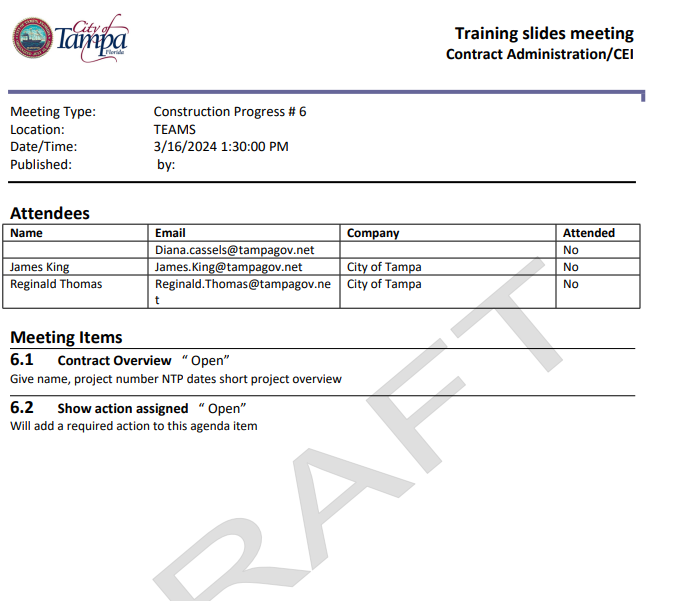 City of
Tampa
Florida
Training slides meeting
Contract Administration/CEI
Meeting Type: Construction Progress # 6
Location: TEAMS
Date/Time: 3/16/2024 1:30:00 PM
Published: by:
Attendees
Name Email Company Attended
Diana.cassels@tampagov.net No
James King James.King@tampagov.net City of Tampa No
Reginald Thomas Reginald.Thomas@tampagov.ne City of Tampa No
t
Meeting Items
6.1 Contract Overview “ Open”
Give name, project number NTP dates short project overview
6.2 Show action assigned “ Open”
Will add a required action to this agenda item
RAFT